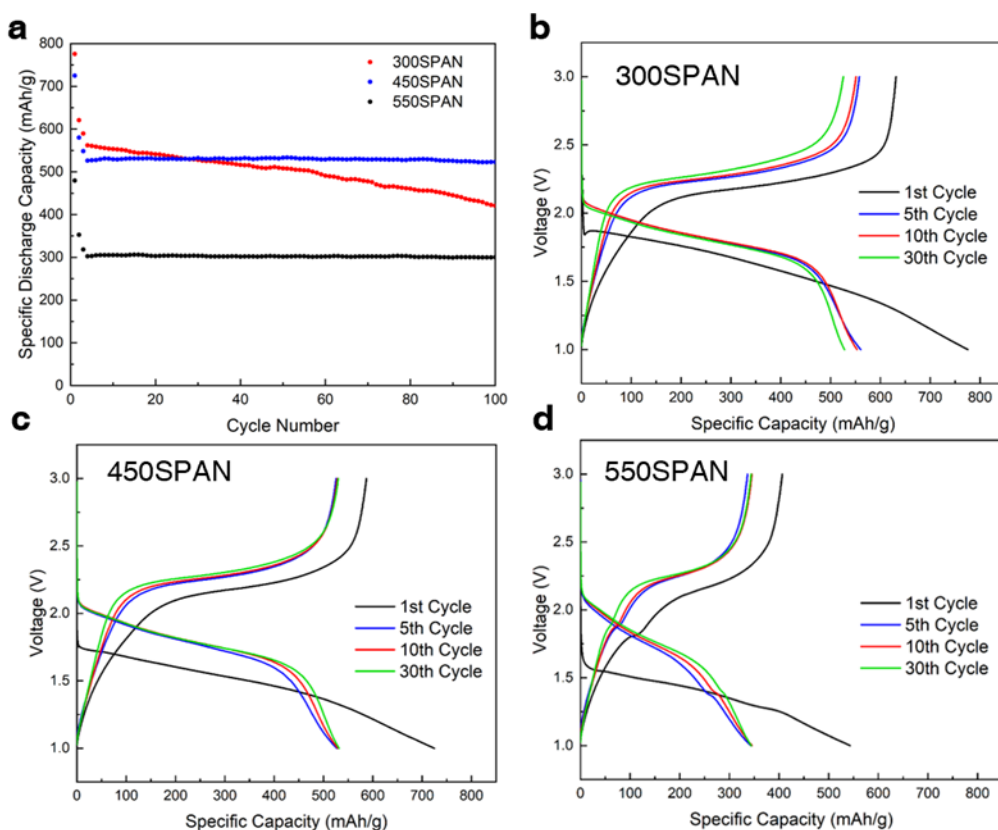 a
800
700
600
500
400
300
200
100
0
Specific Discharge Capacity (mAh/g)
300SPAN
450SPAN
550SPAN
0 20 40 60 80 100
Cycle Number
b
300SPAN
3.0
2.5
2.0
1.5
1.0
Voltage (V)
1st Cycle
5th Cycle
10th Cycle
30th Cycle
0 100 200 300 400 500 600 700 800
Specific Capacity (mAh/g)
c
450SPAN
3.0
2.5
2.0
1.5
1.0
Voltage (V)
1st Cycle
5th Cycle
10th Cycle
30th Cycle
0 100 200 300 400 500 600 700 800
Specific Capacity (mAh/g)
d
550SPAN
3.0
2.5
2.0
1.5
1.0
Voltage (V)
1st Cycle
5th Cycle
10th Cycle
30th Cycle
0 100 200 300 400 500 600 700 800
Specific Capacity (mAh/g)